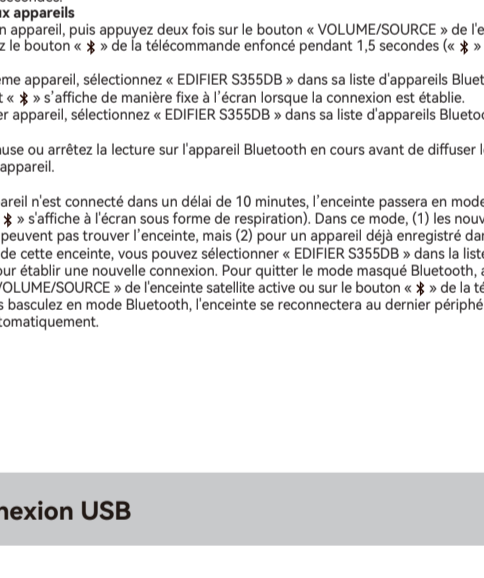 x appareils
n appareil, puis appuyez deux fois sur le bouton « VOLUME/SOURCE » de l'e
z le bouton « » de la télécommande enfoncé pendant 1,5 secondes (« »
me appareil, sélectionnez « EDIFIER S355DB » dans sa liste d'appareils Bluet
t « » s'affiche de manière fixe à l'écran lorsque la connexion est établie.
er appareil, sélectionnez « EDIFIER S355DB » dans sa liste d'appareils Blueto
use ou arrêtez la lecture sur l'appareil Bluetooth en cours avant de diffuser l
appareil.
areil n'est connecté dans un délai de 10 minutes, l'enceinte passera en mode
» s'affiche à l'écran sous forme de respiration). Dans ce mode, (1) les nouv
peuvent pas trouver l'enceinte, mais (2) pour un appareil déjà enregistré da
de cette enceinte, vous pouvez sélectionner « EDIFIER S355DB » dans la liste
our établir une nouvelle connexion. Pour quitter le mode masqué Bluetooth, a
VOLUME/SOURCE » de l'enceinte satellite active ou sur le bouton « » de la té
s basculez en mode Bluetooth, l'enceinte se reconnectera au dernier périphé
tomatiquement.
nexion USB